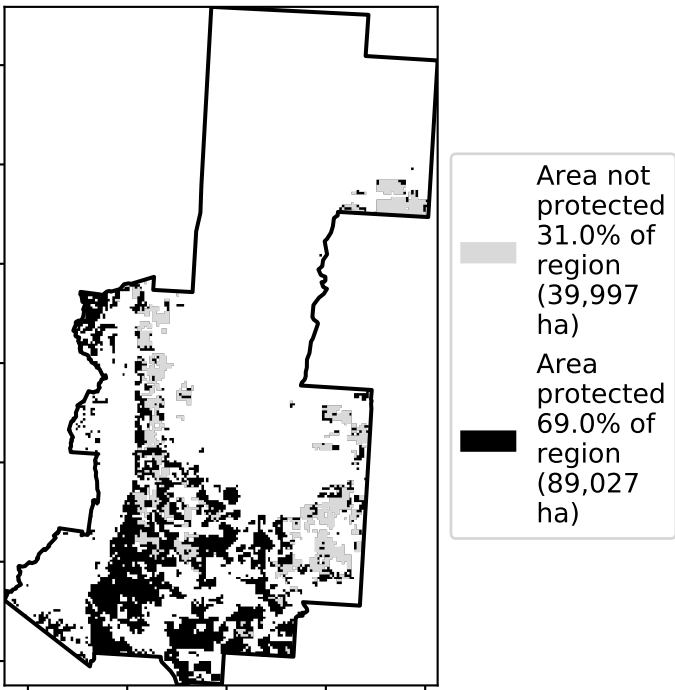 Area not
protected
31.0% of
region
(39,997
ha)
Area
protected
69.0% of
region
(89,027
ha)